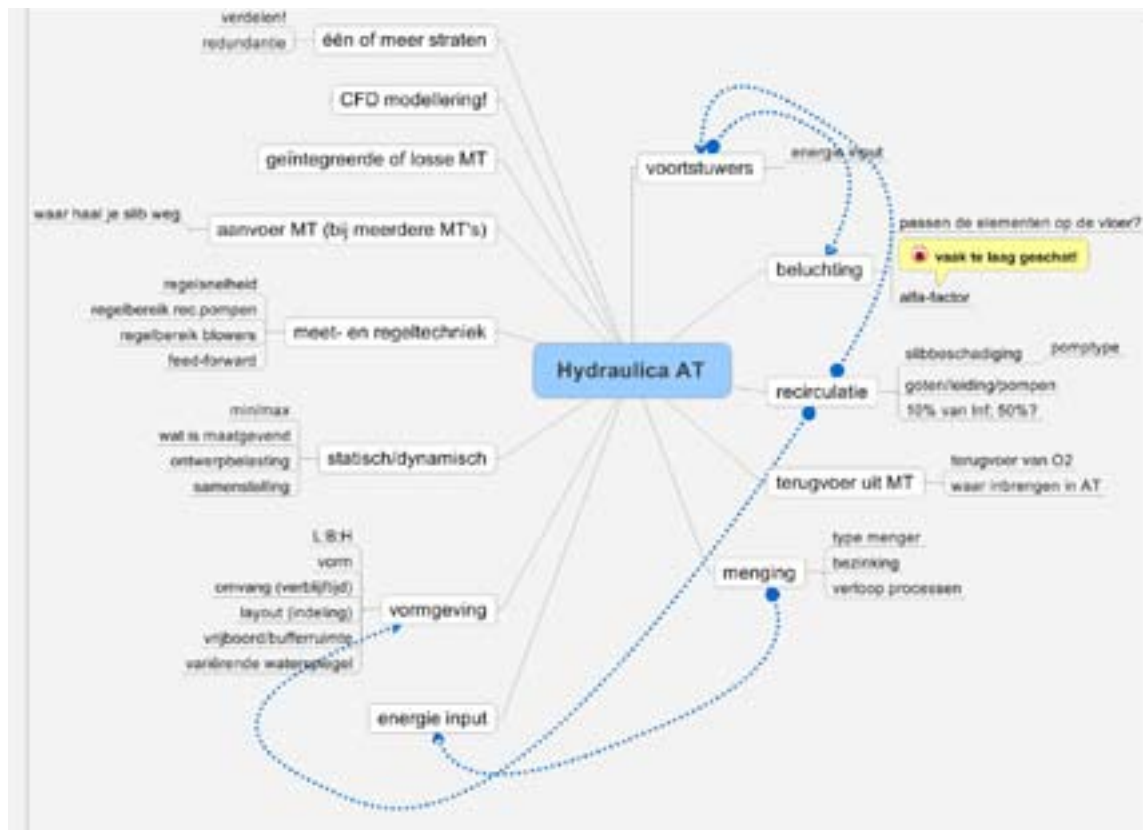 verdelen!
redundantie
één of meer straten
CFD modellering!
geïntegreerde of losse MT
waar haal je slib weg
aanvoer MT (bij meerdere MT's)
regelsnelheid
regelbereik rec.pompen
regelbereik blowers
feed-forward
meet- en regeltechniek
min/max
wat is maatgevend
ontwerpbelasting
samenstelling
statisch/dynamisch
L:B:H
vorm
omvang (verblijftijd)
layout (indeling)
vrijboord/bufferruimte
variërende waterspiegel
vormgeving
energie input
Hydraulica AT
voortstuwers
energie input
beluchting
passen de elementen op de vloer?
vaak te laag geschat!
alfa-factor
recirculatie
slibbeschadiging
pomptype
goten/leiding/pompen
10% van Inf; 50%?
terugvoer uit MT
terugvoer van O2
waar inbrengen in AT
menging
type menger
bezinking
verloop processen